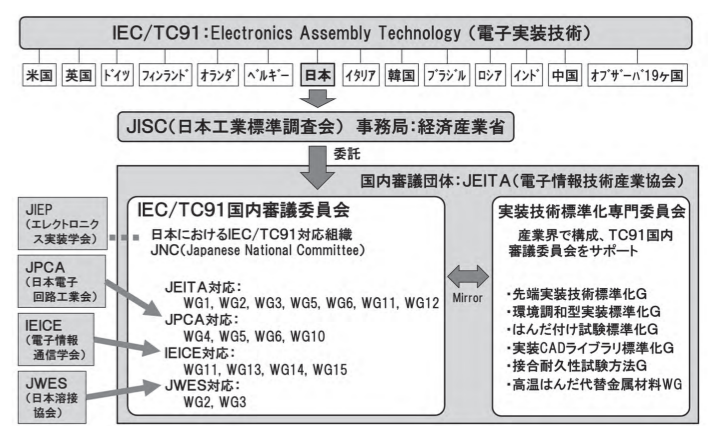 IEC/TC91:Electronics Assembly Technology (電子実装技術)
米国
英国
ドイツ
フィンランド
オランダ
ベルギー
日本
イタリア
韓国
ブラジル
ロシア
インド
中国
オブザーバ19ヶ国
JISC(日本工業標準調査会) 事務局:経済産業省
委託
国内審議団体:JEITA(電子情報技術産業協会)
JIEP
(エレクトロニク
ス実装学会)
JPCA
(日本電子
回路工業会)
IEICE
(電子情報
通信学会)
JWES
(日本溶接
協会)
IEC/TC91国内審議委員会
日本におけるIEC/TC91対応組織
JNC(Japanese National Committee)
JEITA対応:
WG1, WG2, WG3, WG5, WG6, WG11, WG12
JPCA対応:
WG4, WG5, WG6, WG10
IEICE対応:
WG11, WG13, WG14, WG15
JWES対応:
WG2, WG3
Mirror
実装技術標準化専門委員会
産業界で構成、TC91国内
審議委員会をサポート
・先端実装技術標準化G
・環境調和型実装標準化G
・はんだ付け試験標準化G
・実装CADライブラリ標準化G
・接合耐久性試験方法G
・高温はんだ代替金属材料WG